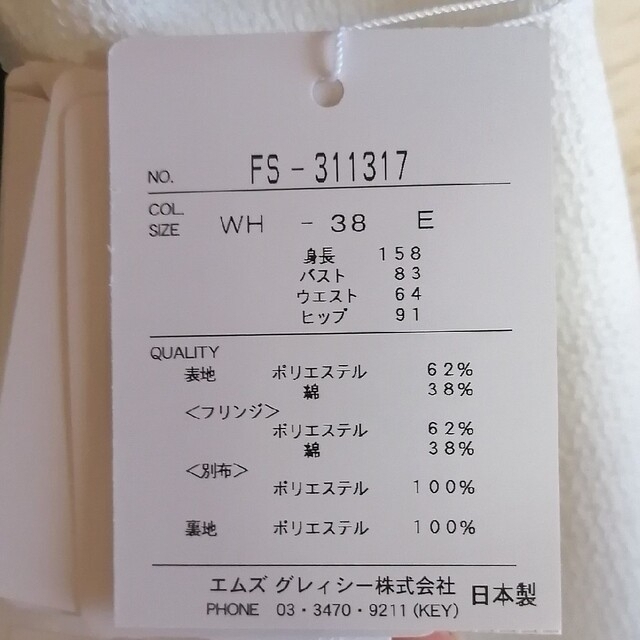 NO. FS-311317
COL.
SIZE WH - 38 E
身長 158
バスト 83
ウエスト 64
ヒップ 91
QUALITY
表地 ポリエステル 62%
綿 38%
<フリンジ>
ポリエステル 62%
綿 38%
<別布>
ポリエステル 100%
裏地 ポリエステル 100%
エムズ グレィシー株式会社 日本製
PHONE 03・3470・9211(KEY)